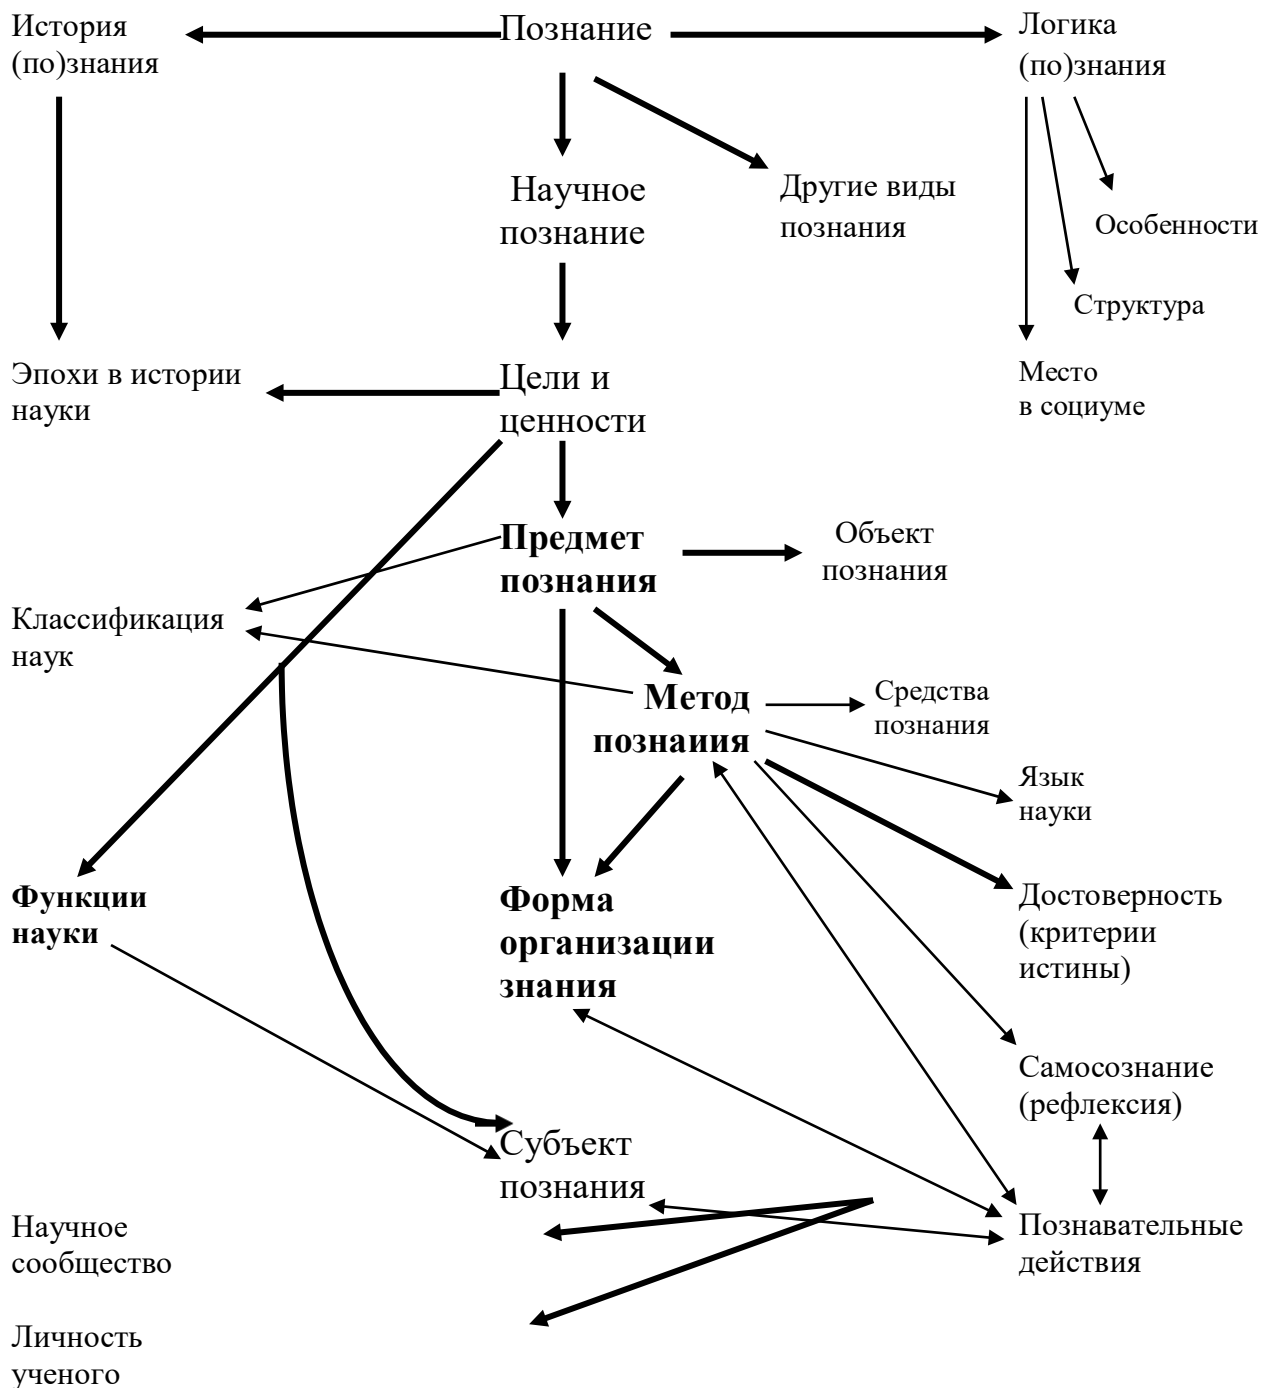 История
(по)знания
Познание
Логика
(по)знания
Научное
познание
Другие виды
познания
Особенности
Структура
Эпохи в истории
науки
Цели и
ценности
Место
в социуме
Предмет
познания
Объект
познания
Классификация
наук
Метод
познаиия
Средства
познания
Язык
науки
Функции
науки
Форма
организации
знания
Достоверность
(критерии
истины)
Самосознание
(рефлексия)
Субъект
познания
Научное
сообщество
Познавательные
действия
Личность
ученого